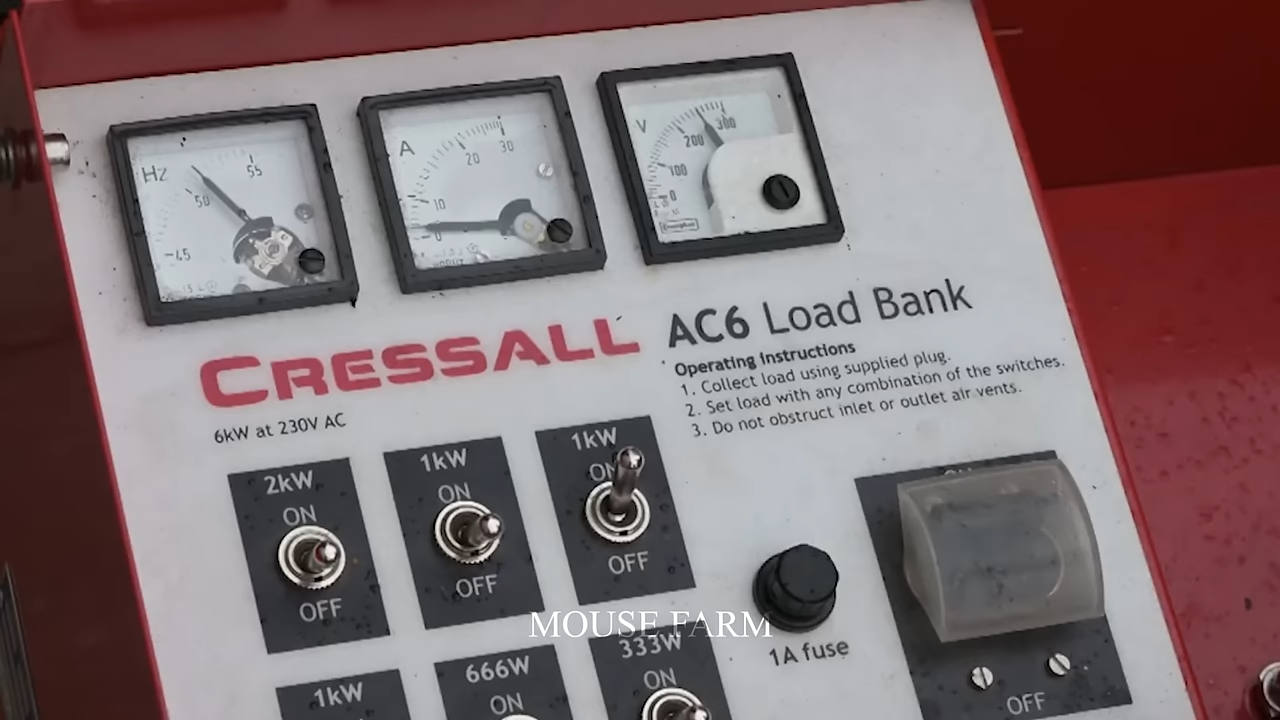 Hz
55
50
45
A
30
20
10
0
V
300
200
100
0
CRESSALL
AC6 Load Bank
6kW at 230V AC
Operating Instructions
1. Collect load using supplied plug.
2. Set load with any combination of the switches.
3. Do not obstruct inlet or outlet air vents.
2kW
ON
OFF
1kW
ON
OFF
1kW
ON
OFF
1A fuse
OFF
1kW
666W
ON
333W
ON
MOUSE FARM